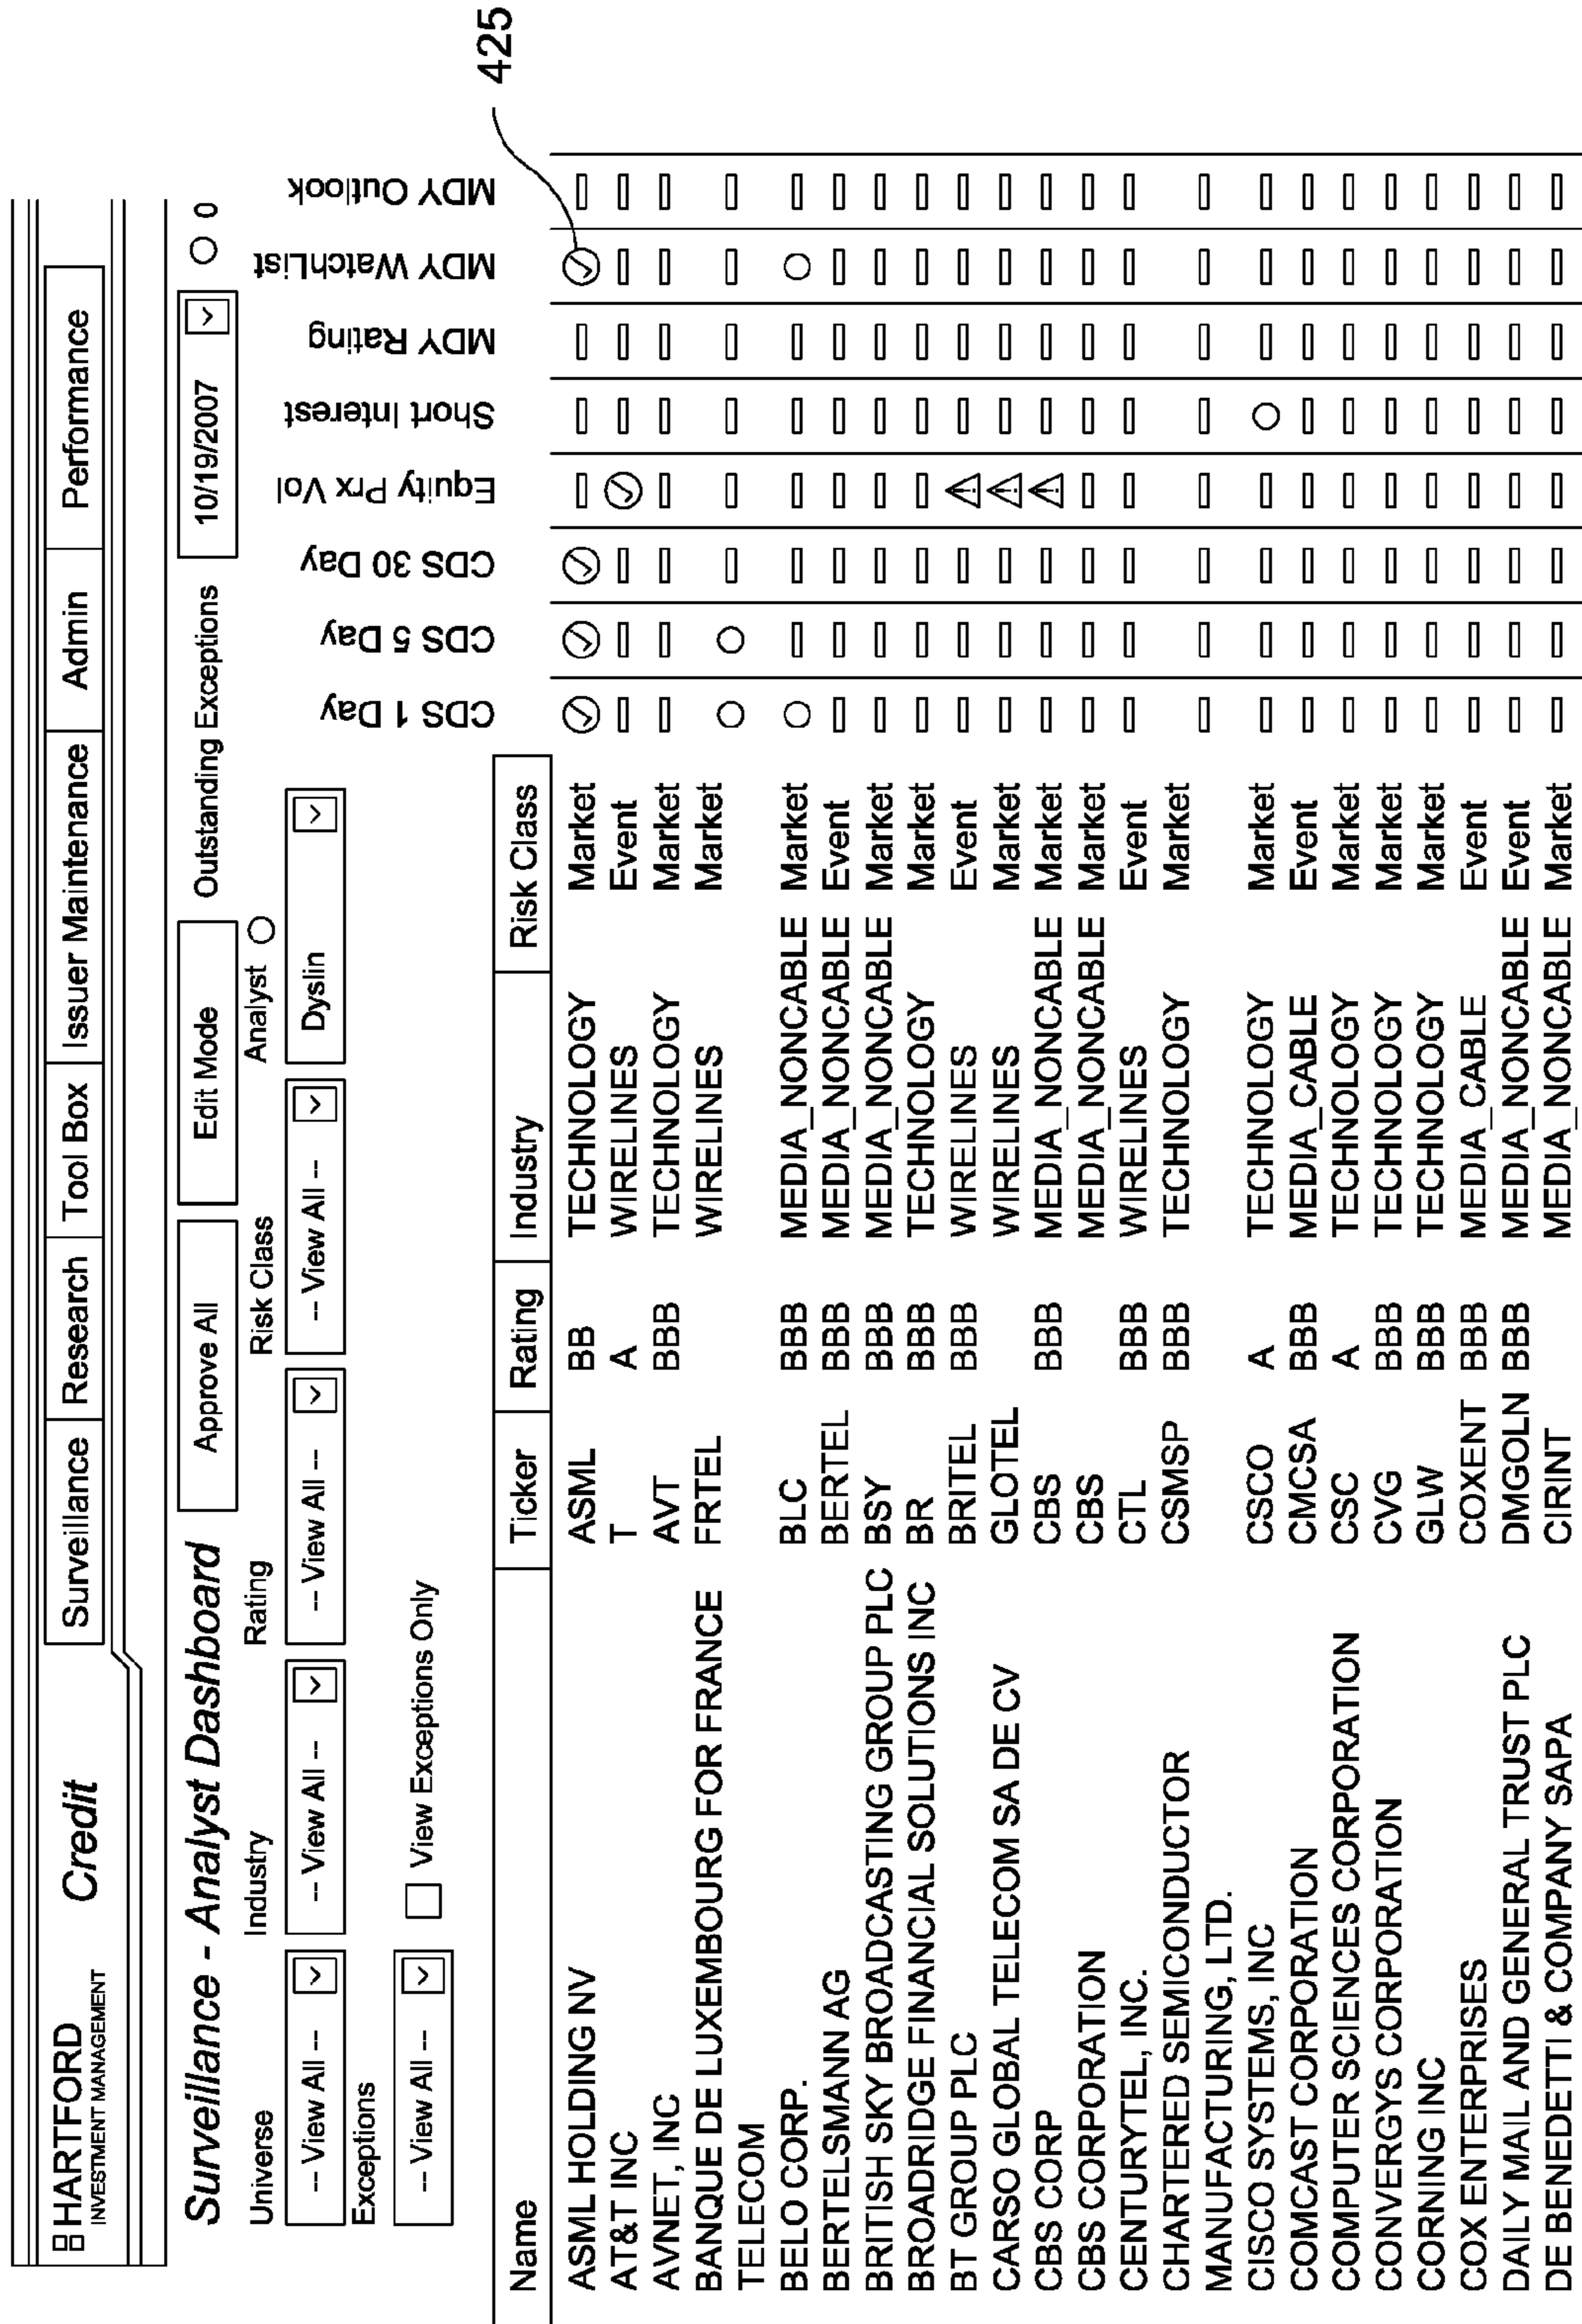 HARTFORD
INVESTMENT MANAGEMENT
Credit
Surveillance Research Tool Box Issuer Maintenance Admin Performance
Surveillance - Analyst Dashboard Approve All Edit Mode Outstanding Exceptions 10/19/2007 0
Universe Industry Rating Risk Class Analyst
-- View All -- -- View All -- -- View All -- -- View All -- Dyslin
Exceptions
-- View All -- View Exceptions Only
Name Ticker Rating Industry Risk Class CDS 1 Day CDS 5 Day CDS 30 Day Equity Prx Vol Short Interest MDY Rating MDY WatchList MDY Outlook
425
ASML HOLDING NV ASML BB TECHNOLOGY Market
AT&T INC T A WIRELINES Event
AVNET, INC AVT BBB TECHNOLOGY Market
BANQUE DE LUXEMBOURG FOR FRANCE FRTEL WIRELINES Market
TELECOM
BELO CORP. BLC BBB MEDIA_NONCABLE Market
BERTELSMANN AG BERTEL BBB MEDIA_NONCABLE Event
BRITISH SKY BROADCASTING GROUP PLC BSY BBB MEDIA_NONCABLE Market
BROADRIDGE FINANCIAL SOLUTIONS INC BR BBB TECHNOLOGY Market
BT GROUP PLC BRITEL BBB WIRELINES Event
CARSO GLOBAL TELECOM SA DE CV GLOTEL WIRELINES Market
CBS CORP CBS BBB MEDIA_NONCABLE Market
CBS CORPORATION CBS MEDIA_NONCABLE Market
CENTURYTEL, INC. CTL BBB WIRELINES Event
CHARTERED SEMICONDUCTOR CSMSP BBB TECHNOLOGY Market
MANUFACTURING, LTD.
CISCO SYSTEMS, INC CSCO A TECHNOLOGY Market
COMCAST CORPORATION CMCSA BBB MEDIA_CABLE Event
COMPUTER SCIENCES CORPORATION CSC A TECHNOLOGY Market
CONVERGYS CORPORATION CVG BBB TECHNOLOGY Market
CORNING INC GLW BBB TECHNOLOGY Market
COX ENTERPRISES COXENT BBB MEDIA_CABLE Event
DAILY MAIL AND GENERAL TRUST PLC DMGOLN BBB MEDIA_NONCABLE Event
DE BENEDETTI & COMPANY SAPA CIRINT MEDIA_NONCABLE Market